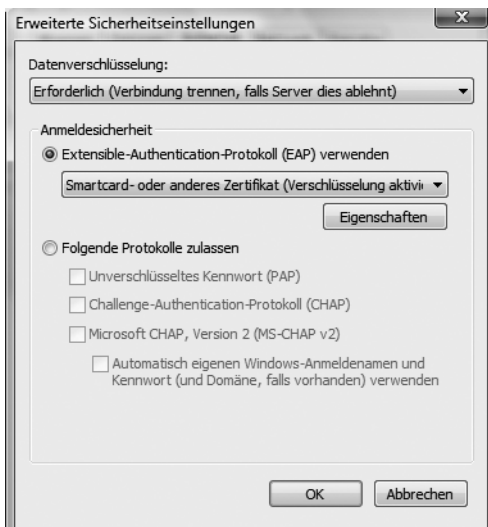 Erweiterte Sicherheitseinstellungen
Datenverschlüsselung:
Erforderlich (Verbindung trennen, falls Server dies ablehnt)
Anmeldesicherheit
Extensible-Authentication-Protokoll (EAP) verwenden
Smartcard- oder anderes Zertifikat (Verschlüsselung aktivi
Eigenschaften
Folgende Protokolle zulassen
Unverschlüsseltes Kennwort (PAP)
Challenge-Authentication-Protokoll (CHAP)
Microsoft CHAP, Version 2 (MS-CHAP v2)
Automatisch eigenen Windows-Anmeldenamen und
Kennwort (und Domäne, falls vorhanden) verwenden
OK
Abbrechen